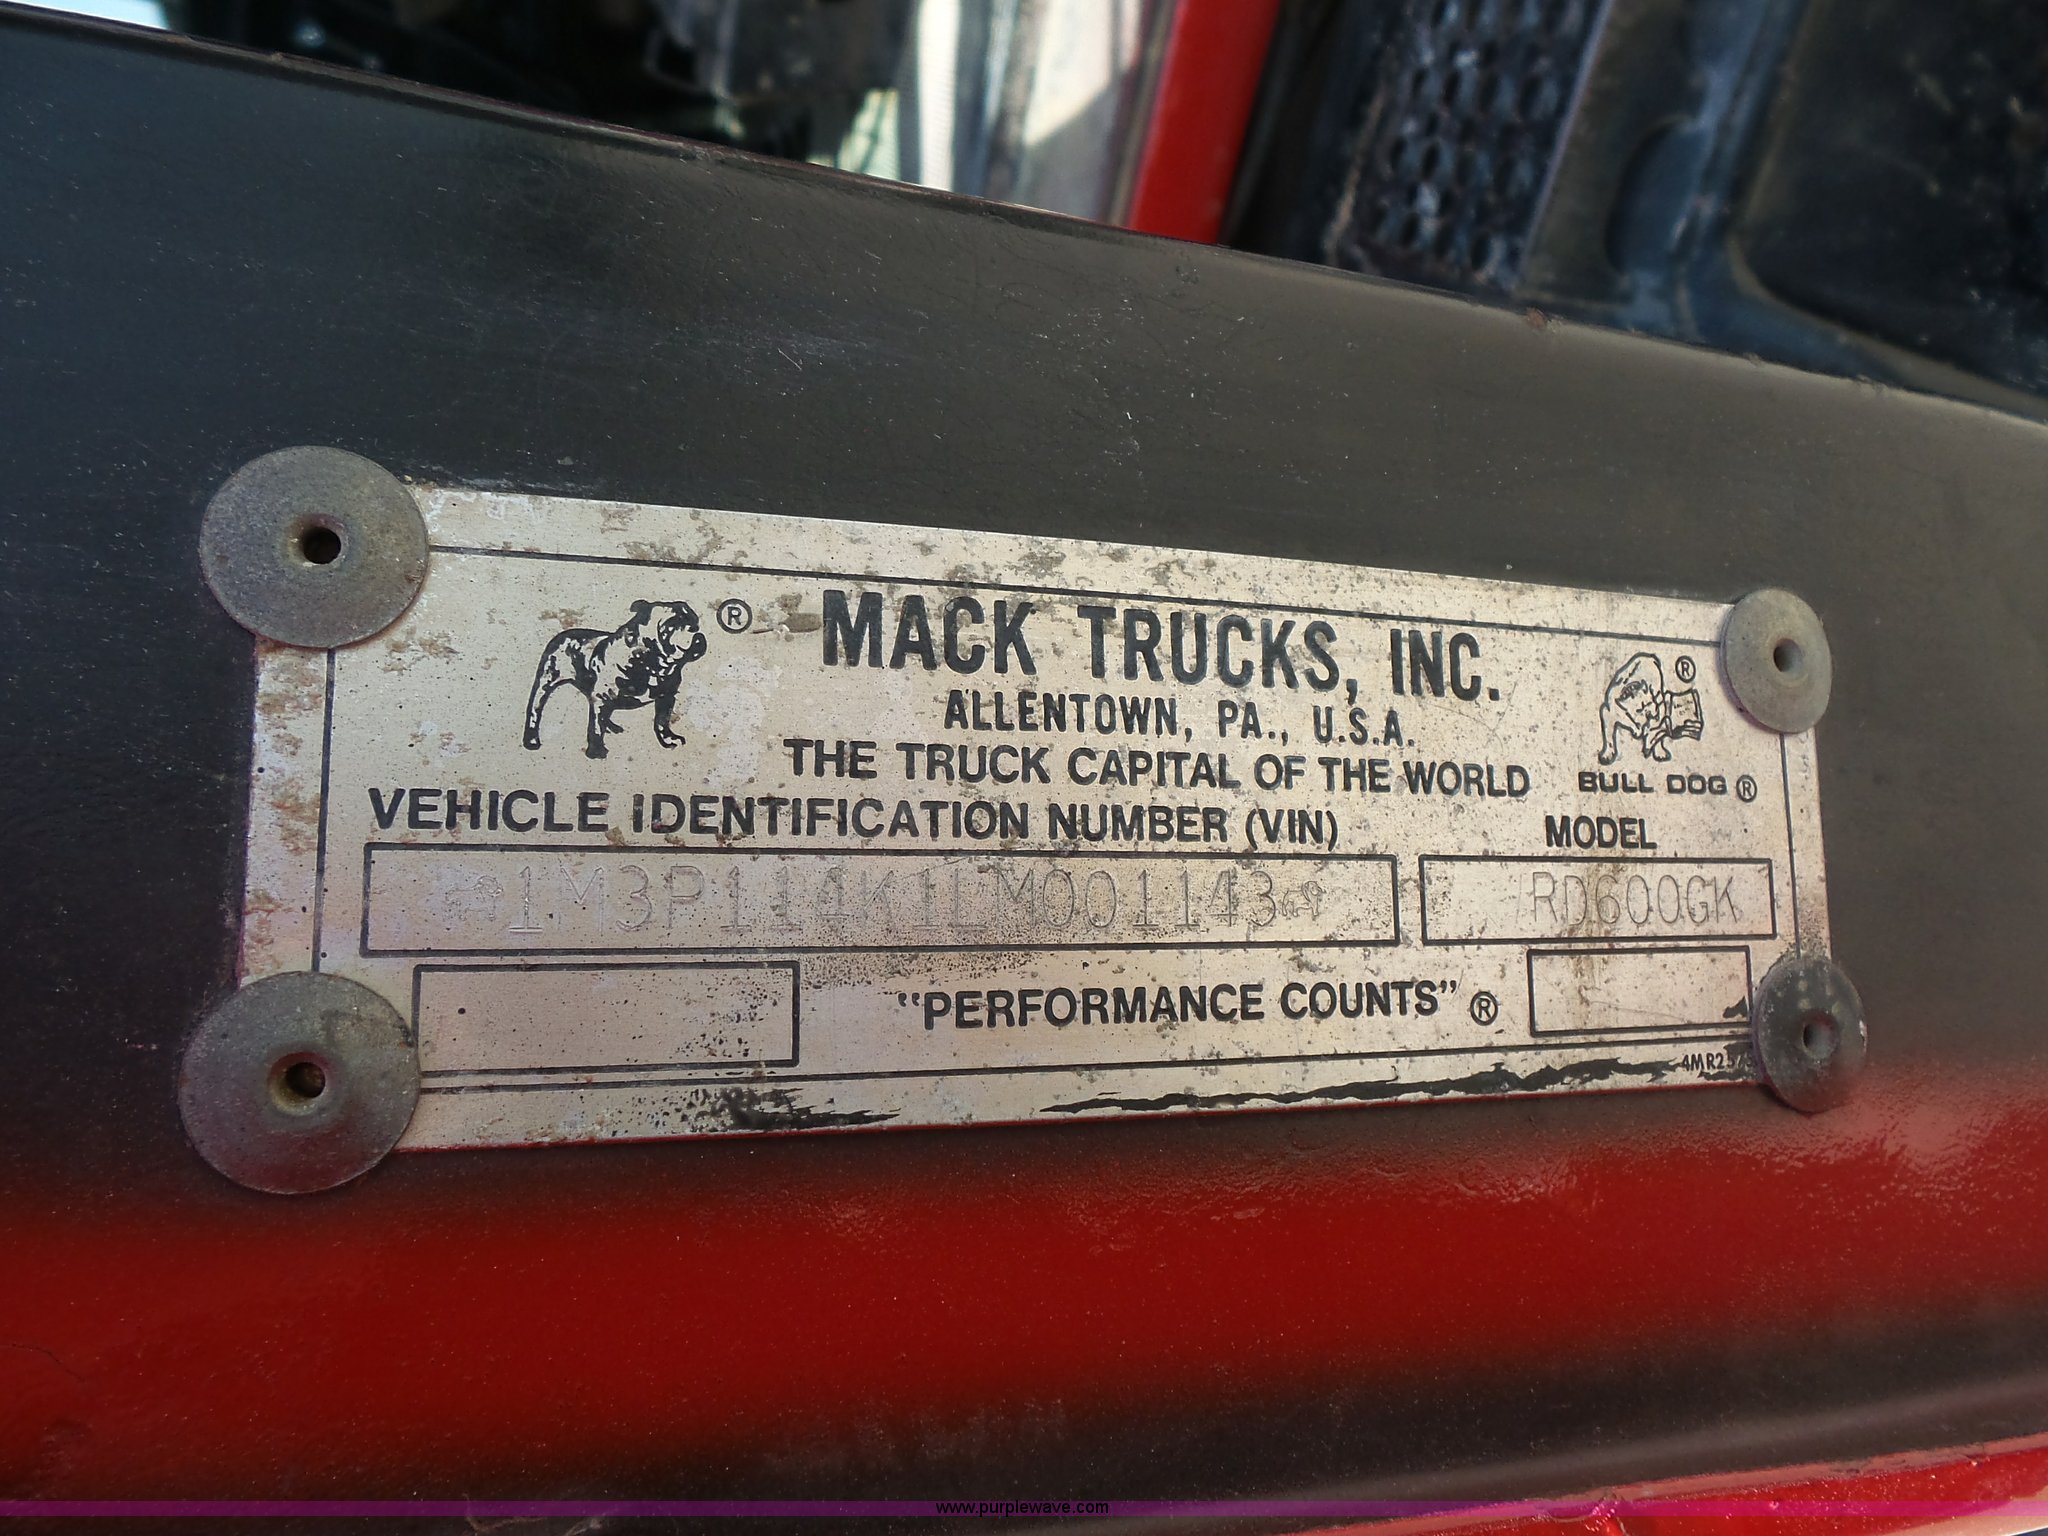 ® MACK TRUCKS, INC. ®
ALLENTOWN, PA., U.S.A.
THE TRUCK CAPITAL OF THE WORLD
BULL DOG ®
VEHICLE IDENTIFICATION NUMBER (VIN) MODEL
1M3P114K1LM001143 RD600GK
"PERFORMANCE COUNTS" ®
www.purplewave.com